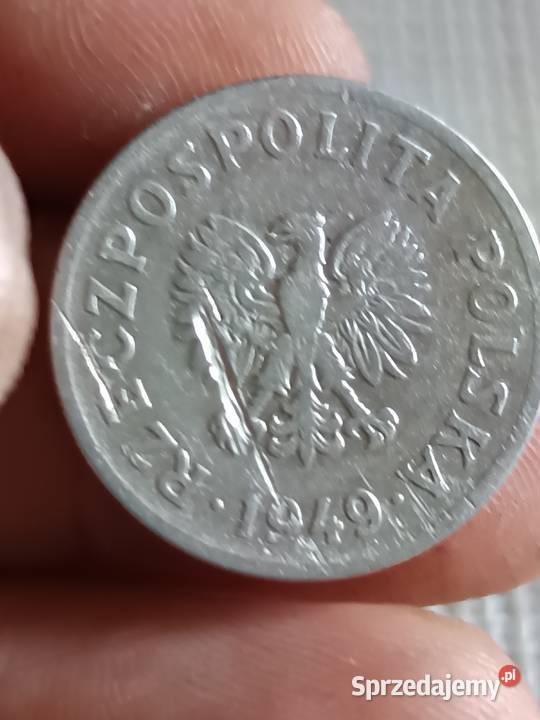 RZECZPOSPOLITA POLSKA
· 1949 ·
Sprzedajemy.pl